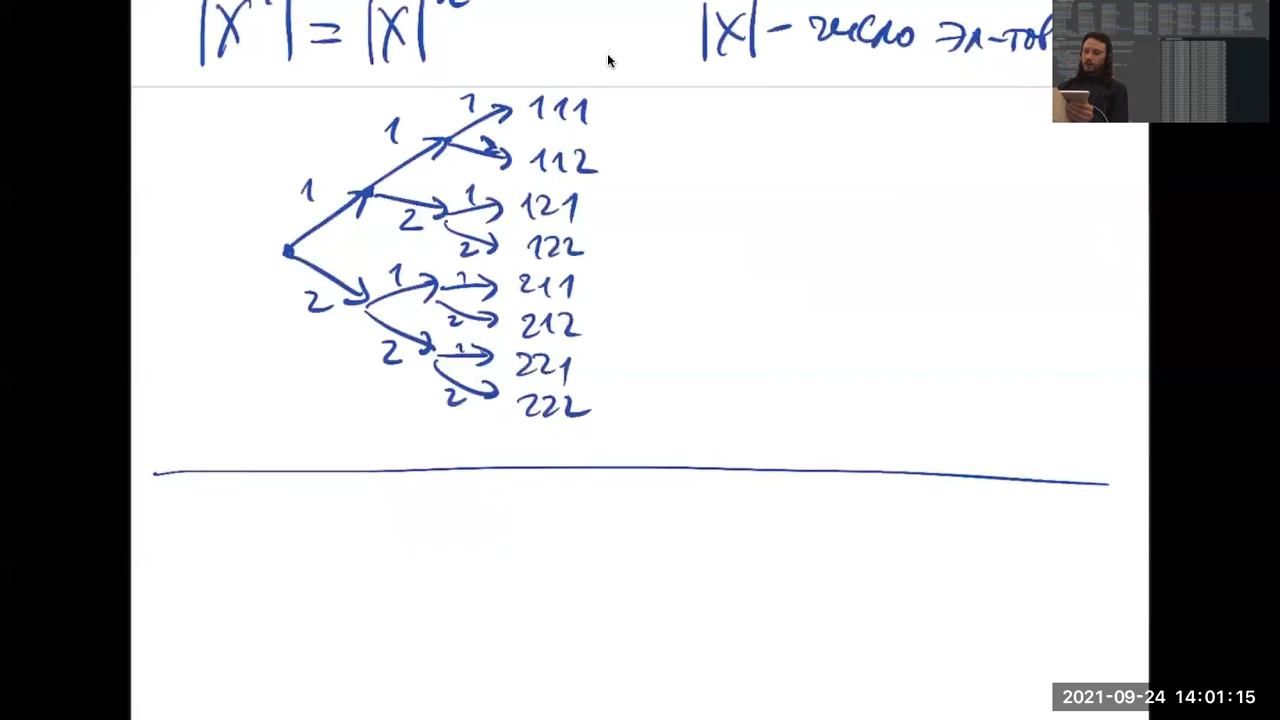 |X | = |X| |X| – число эл-тов
1 1 1 111
2 112
2 1 121
2 122
2 1 1 211
2 212
2 1 221
2 222
2021-09-24 14:01:15